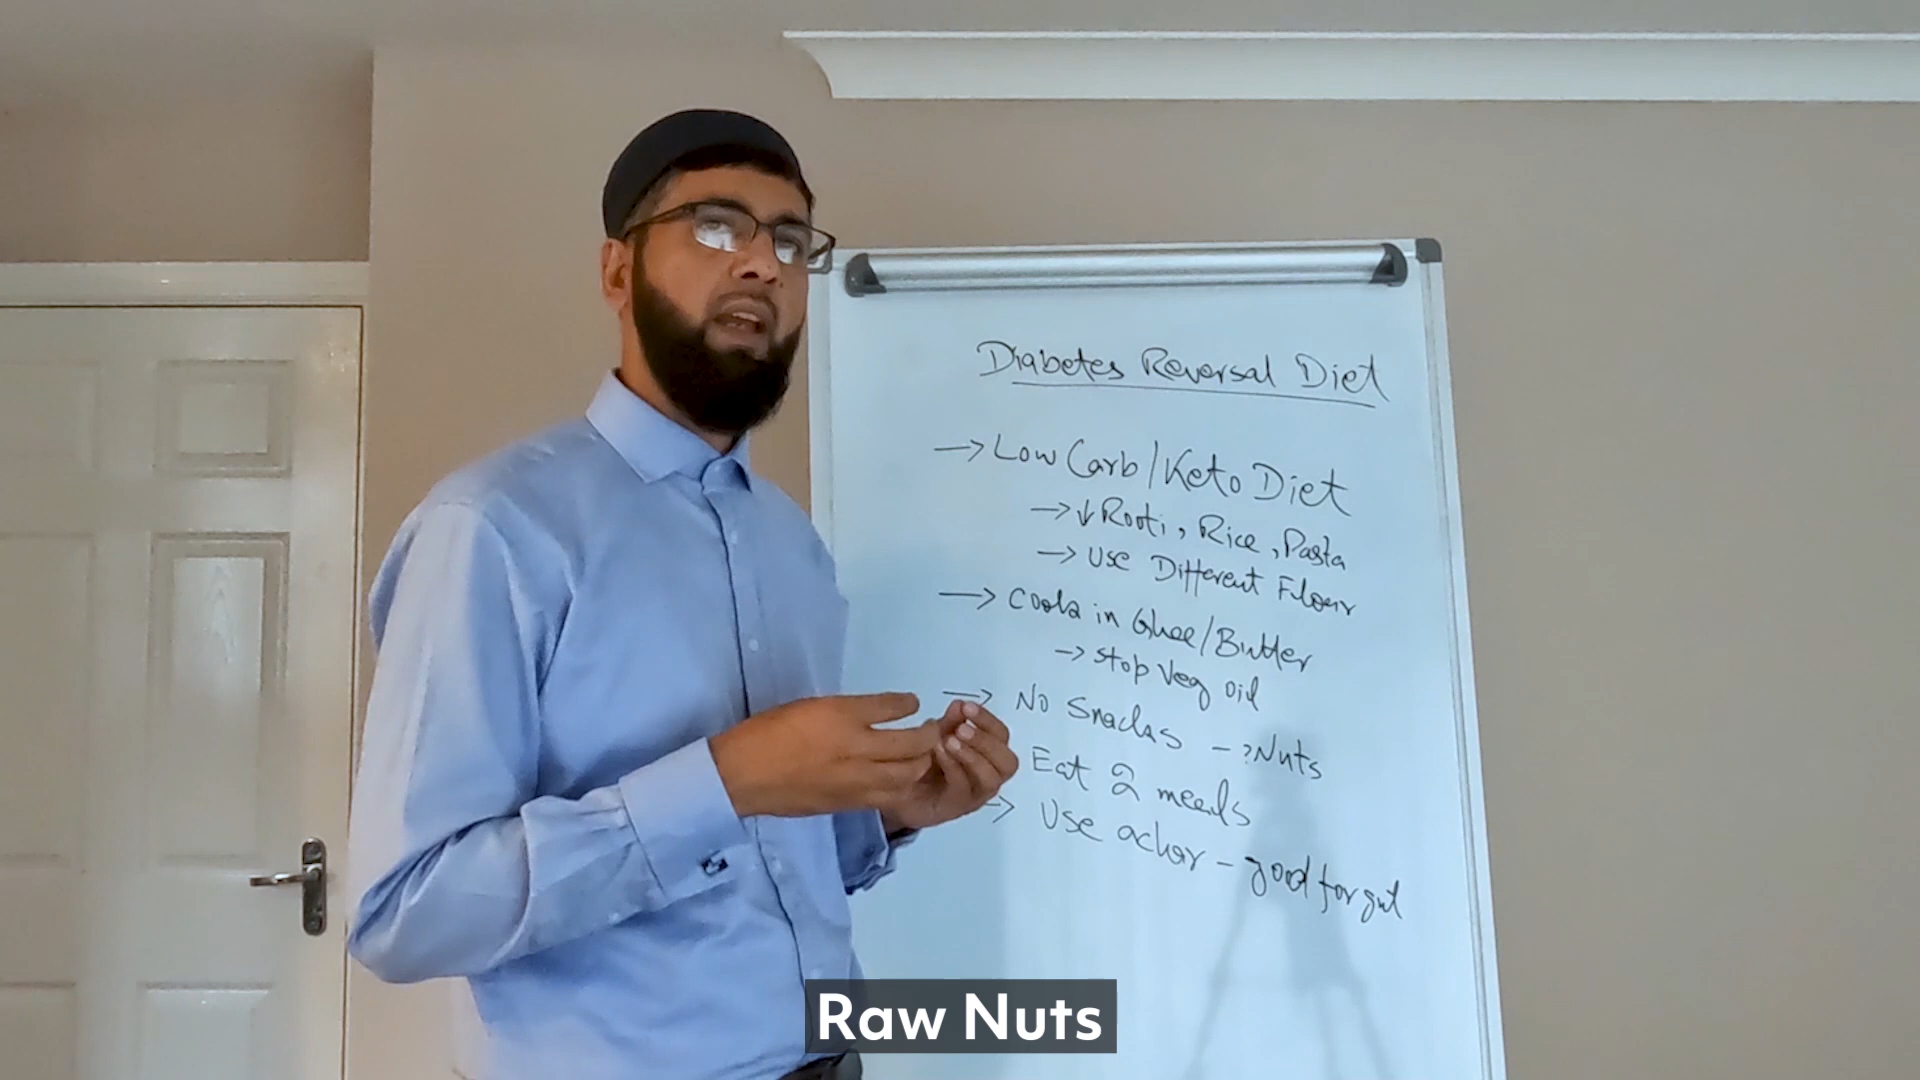 Diabetes Reversal Diet
→ Low Carb/Keto Diet
→ ↓ Rooti, Rice, Pasta
→ Use Different Flour
→ Cook in Ghee/Butter
→ Stop Veg oil
→ No Snacks - → Nuts
Eat 2 meals
→ Use achar - good for gut
Raw Nuts